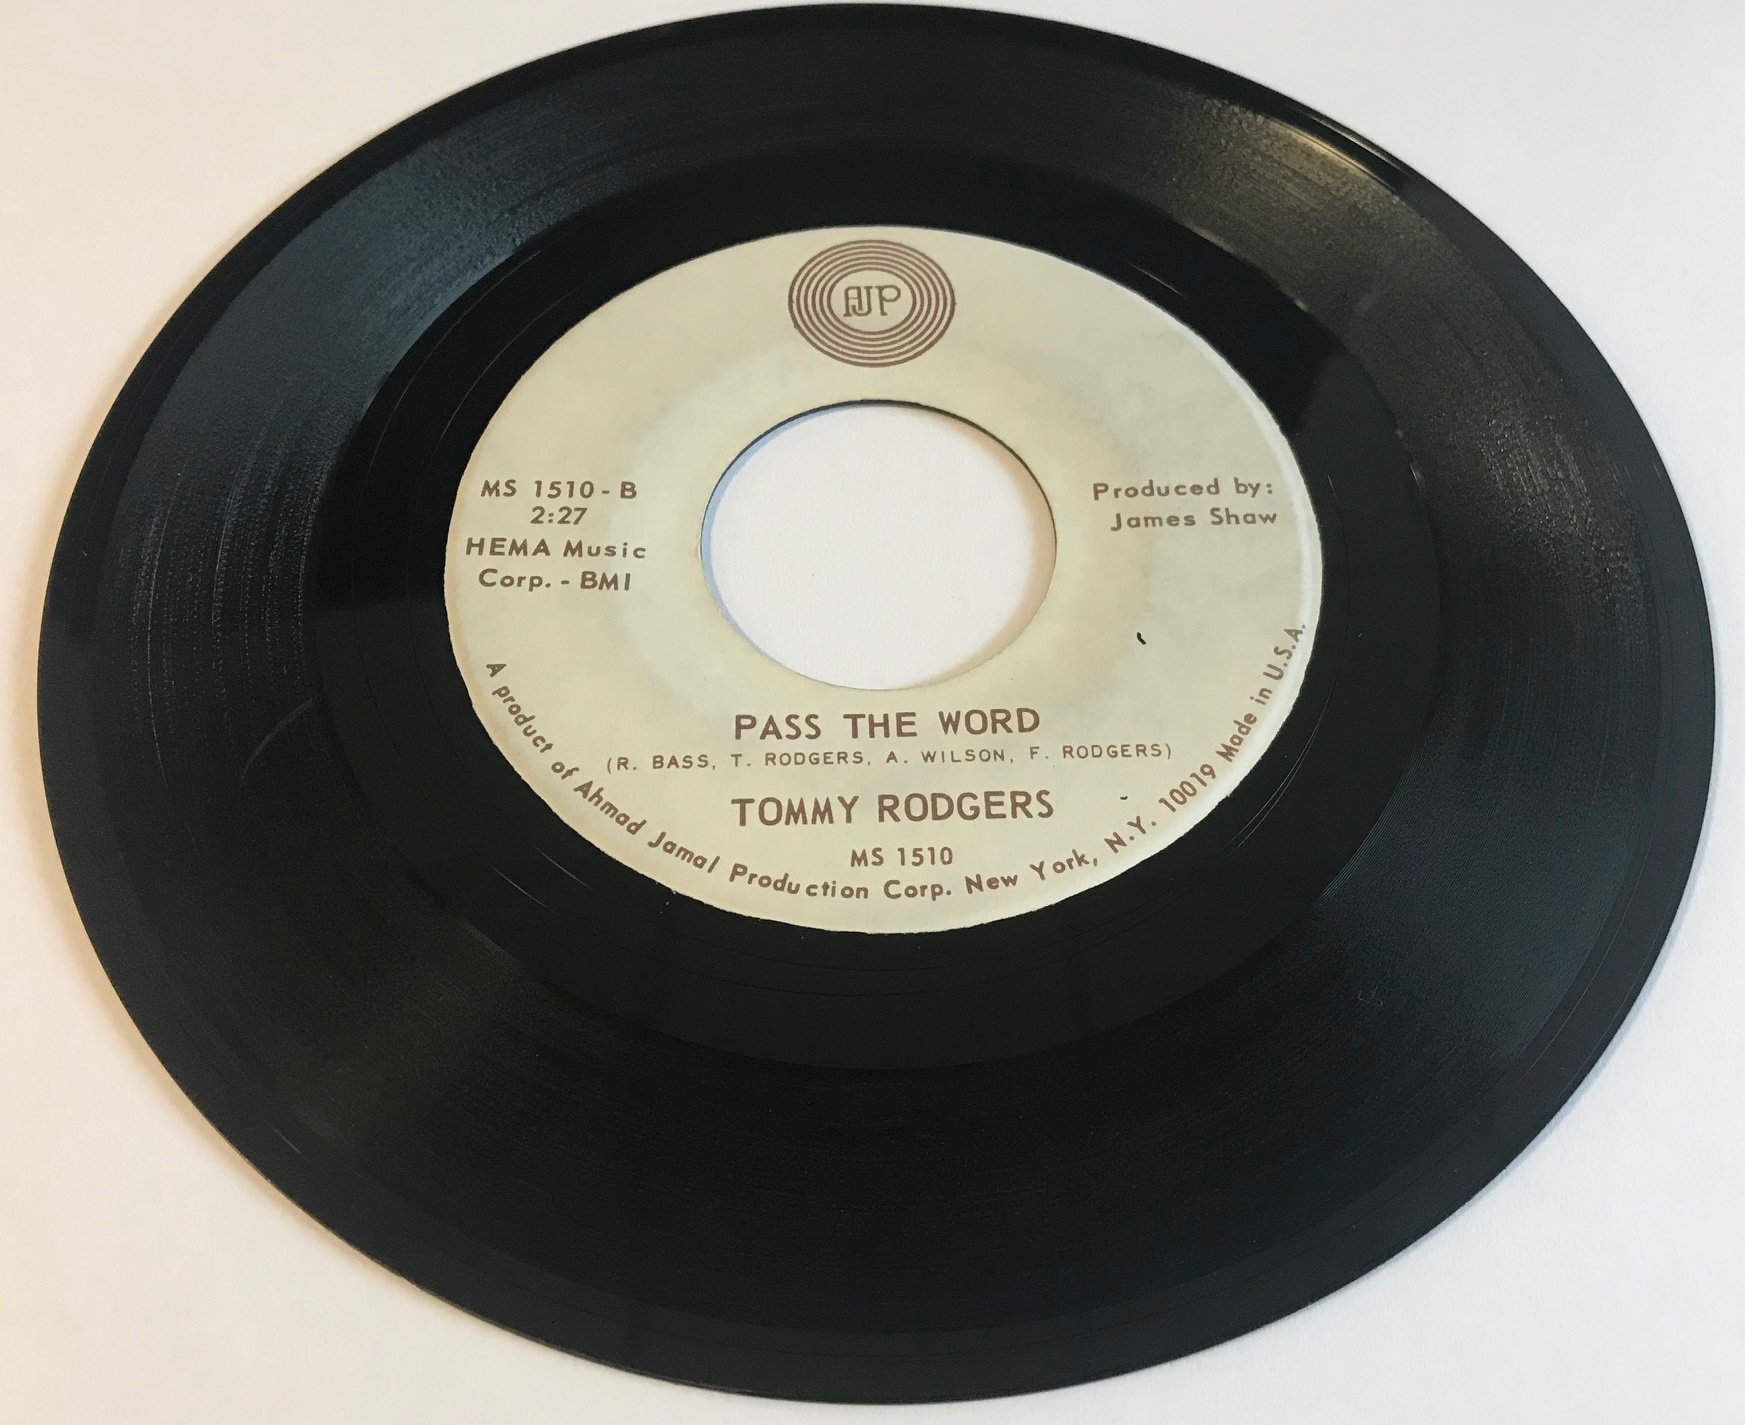 AJP
MS 1510 - B
2:27
HEMA Music
Corp. - BMI
Produced by:
James Shaw
PASS THE WORD
(R. BASS, T. RODGERS, A. WILSON, F. RODGERS)
TOMMY RODGERS
MS 1510
A product of Ahmad Jamal Production Corp. New York, N.Y. 10019 Made in U.S.A.